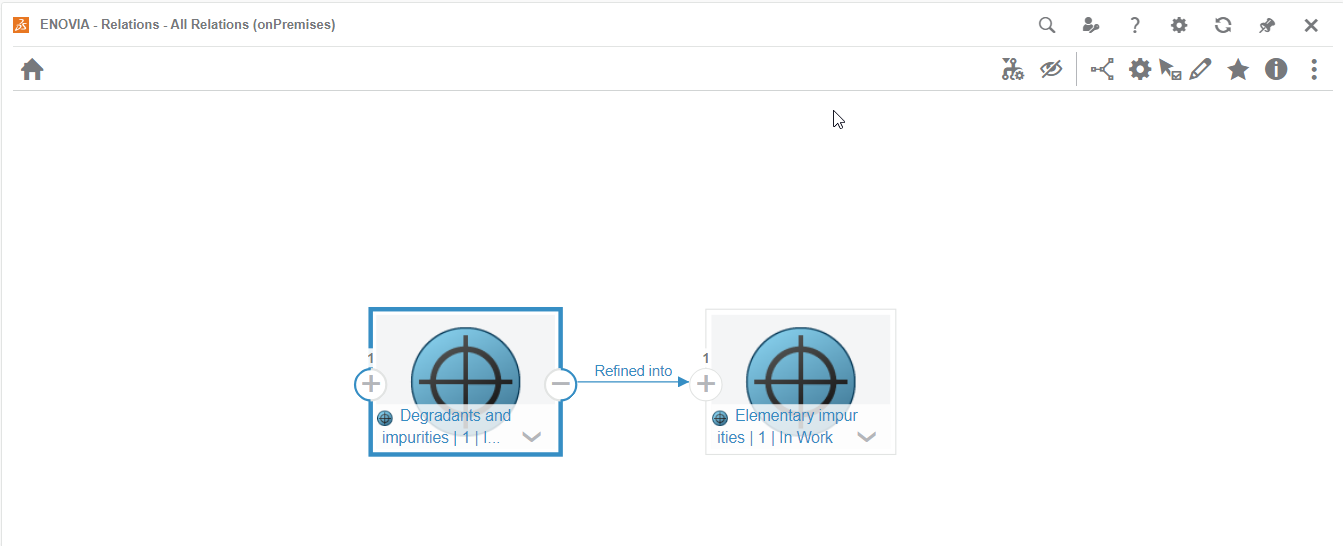 ENOVIA - Relations - All Relations (onPremises)
1
Refined into
1
Degradants and
impurities | 1 | I...
Elementary impur
ities | 1 | In Work